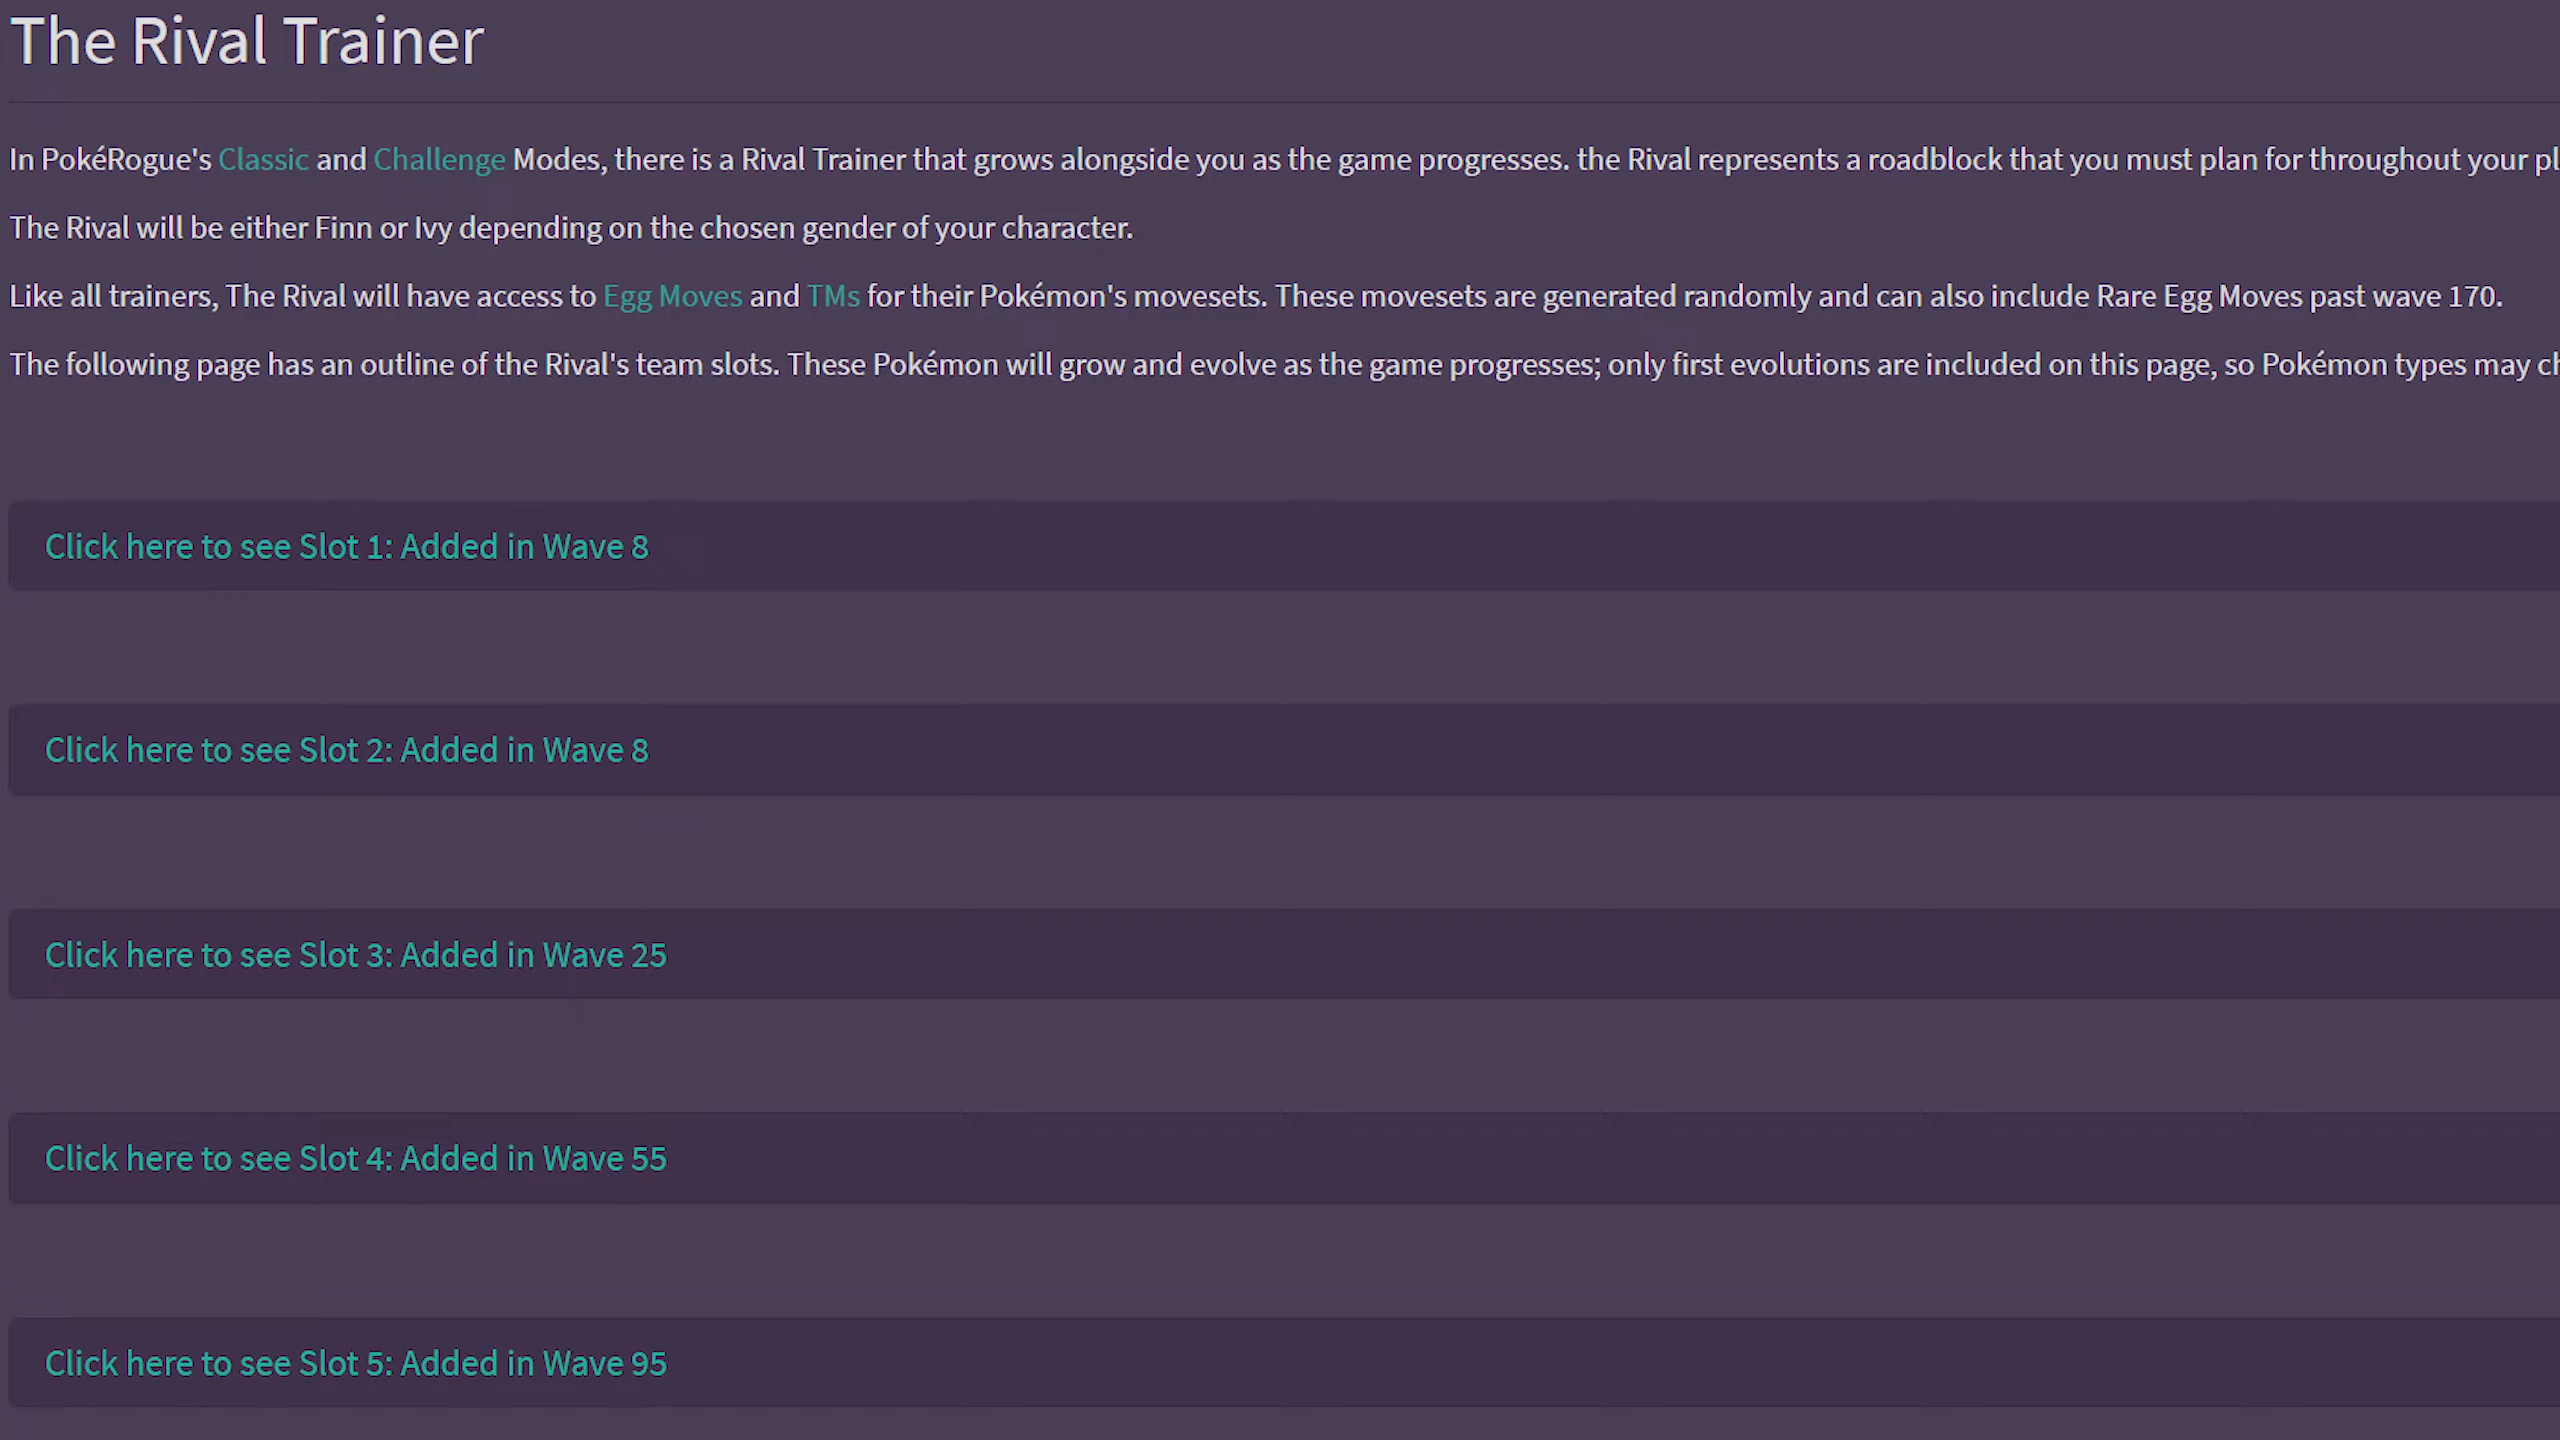 The Rival Trainer
In PokéRogue's Classic and Challenge Modes, there is a Rival Trainer that grows alongside you as the game progresses. the Rival represents a roadblock that you must plan for throughout your
The Rival will be either Finn or Ivy depending on the chosen gender of your character.
Like all trainers, The Rival will have access to Egg Moves and TMs for their Pokémon's movesets. These movesets are generated randomly and can also include Rare Egg Moves past wave 170.
The following page has an outline of the Rival's team slots. These Pokémon will grow and evolve as the game progresses; only first evolutions are included on this page, so Pokémon types may
Click here to see Slot 1: Added in Wave 8
Click here to see Slot 2: Added in Wave 8
Click here to see Slot 3: Added in Wave 25
Click here to see Slot 4: Added in Wave 55
Click here to see Slot 5: Added in Wave 95